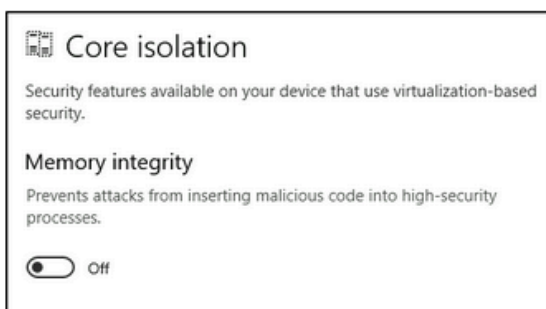 Core isolation
Security features available on your device that use virtualization-based
security.
Memory integrity
Prevents attacks from inserting malicious code into high-security
processes.
Off